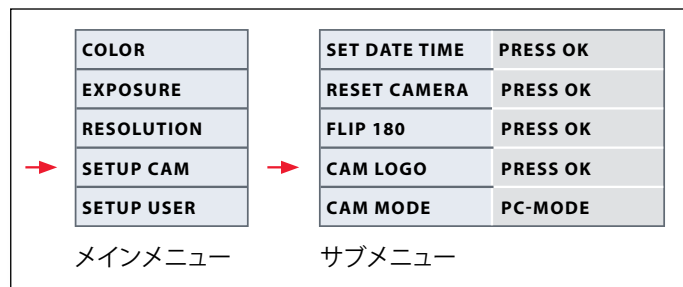 COLOR
EXPOSURE
RESOLUTION
SETUP CAM
SETUP USER
メインメニュー
SET DATE TIME PRESS OK
RESET CAMERA PRESS OK
FLIP 180 PRESS OK
CAM LOGO PRESS OK
CAM MODE PC-MODE
サブメニュー